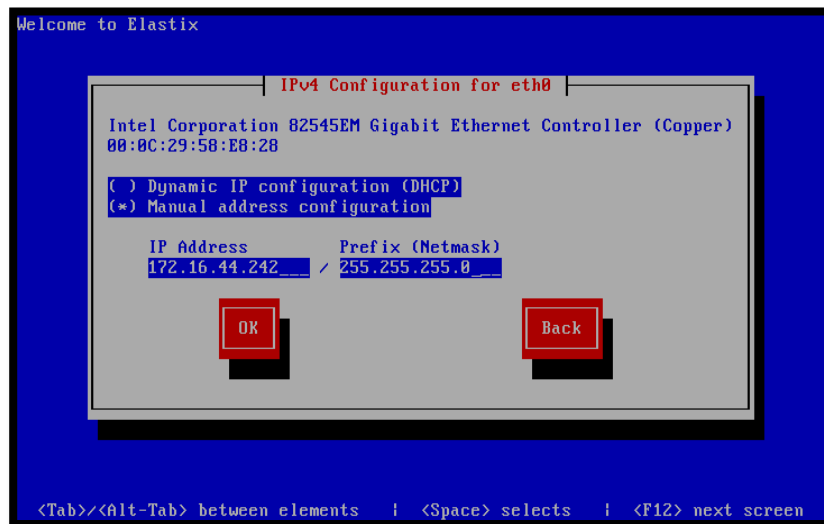 Welcome to Elastix
IPv4 Configuration for eth0
Intel Corporation 82545EM Gigabit Ethernet Controller (Copper)
00:0C:29:58:E8:28
( ) Dynamic IP configuration (DHCP)
(*) Manual address configuration
IP Address Prefix (Netmask)
172.16.44.242___ / 255.255.255.0___
OK Back
<Tab>/<Alt-Tab> between elements | <Space> selects | <F12> next screen